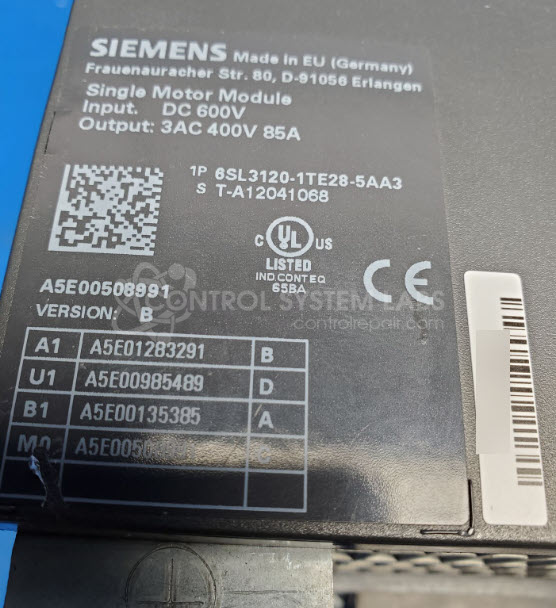 SIEMENS Made in EU (Germany)
Frauenauracher Str. 80, D-91056 Erlangen
Single Motor Module
Input: DC 600V
Output: 3AC 400V 85A
1P 6SL3120-1TE28-5AA3
S T-A12041068
C UL US
LISTED
IND.CONT.EQ
65BA
CE
A5E00508991
VERSION: B
CONTROL SYSTEM LABS
icontrolrepair.com
A1 A5E01283291 B
U1 A5E00985489 D
B1 A5E00135385 A